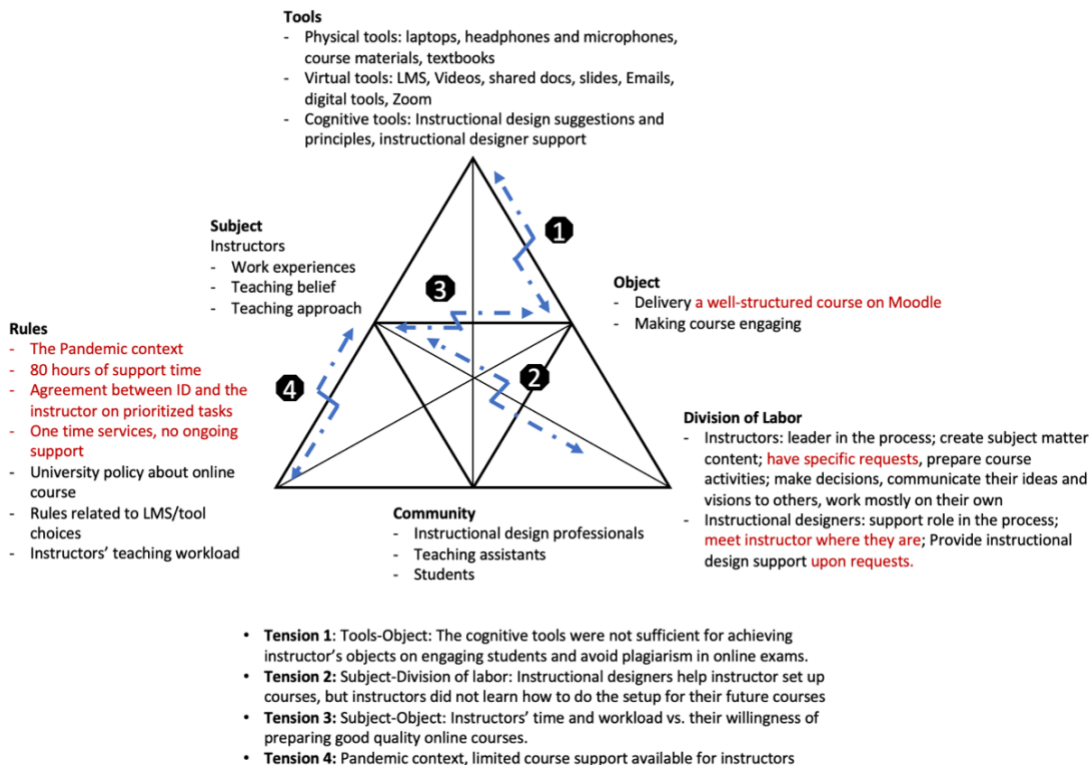 Tools
- Physical tools: laptops, headphones and microphones,
course materials, textbooks
- Virtual tools: LMS, Videos, shared docs, slides, Emails,
digital tools, Zoom
- Cognitive tools: Instructional design suggestions and
principles, instructional designer support
1
Subject
Instructors
- Work experiences
- Teaching belief
- Teaching approach
3
Object
- Delivery a well-structured course on Moodle
- Making course engaging
Rules
- The Pandemic context
- 80 hours of support time
- Agreement between ID and the
instructor on prioritized tasks
- One time services, no ongoing
support
- University policy about online
course
- Rules related to LMS/tool
choices
- Instructors' teaching workload
4
2
Division of Labor
- Instructors: leader in the process; create subject matter
content; have specific requests, prepare course
activities; make decisions, communicate their ideas and
visions to others, work mostly on their own
- Instructional designers: support role in the process;
meet instructor where they are; Provide instructional
design support upon requests.
Community
- Instructional design professionals
- Teaching assistants
- Students
• Tension 1: Tools-Object: The cognitive tools were not sufficient for achieving
instructor's objects on engaging students and avoid plagiarism in online exams.
• Tension 2: Subject-Division of labor: Instructional designers help instructor set up
courses, but instructors did not learn how to do the setup for their future courses
• Tension 3: Subject-Object: Instructors' time and workload vs. their willingness of
preparing good quality online courses.
• Tension 4: Pandemic context, limited course support available for instructors